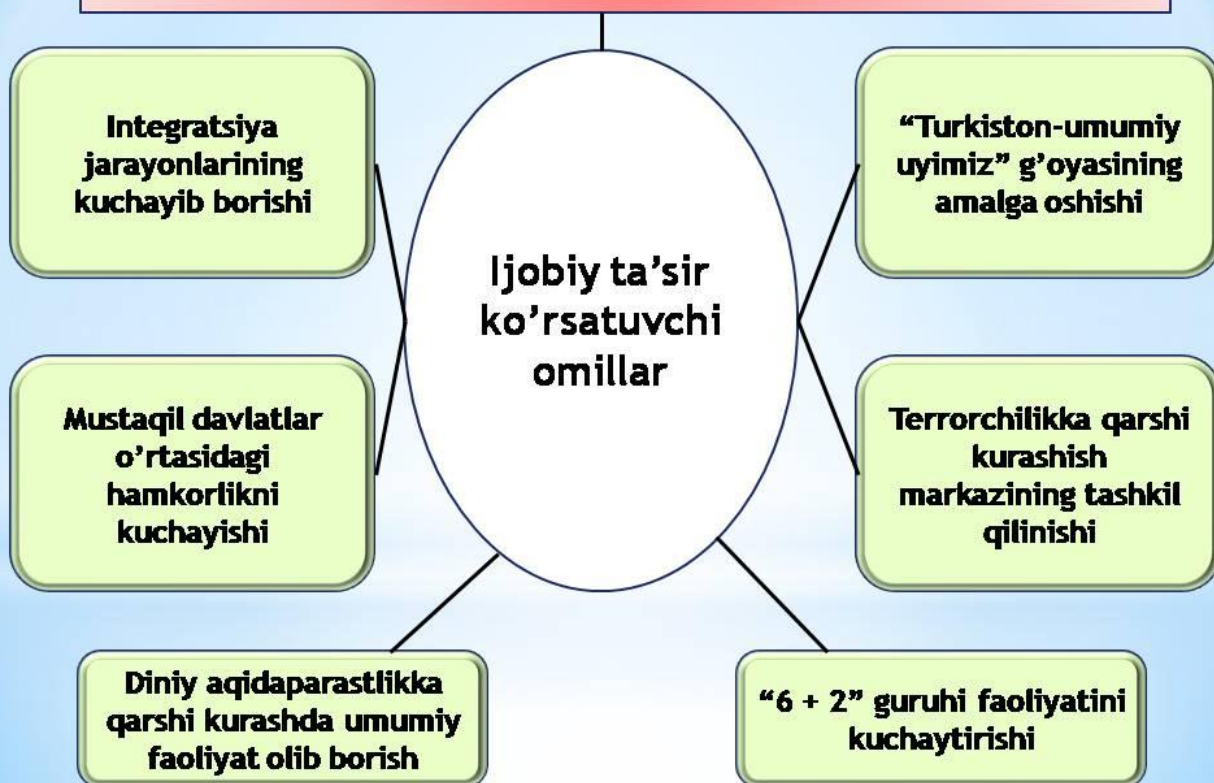 Integratsiya
jarayonlarining
kuchayib borishi
“Turkiston-umumiy
uyimiz” g’oyasining
amalga oshishi
Ijobiy ta’sir
ko’rsatuvchi
omillar
Mustaqil davlatlar
o’rtasidagi
hamkorlikni
kuchayishi
Terrorchilikka qarshi
kurashish
markazining tashkil
qilinishi
Diniy aqidaparastlikka
qarshi kurashda umumiy
faoliyat olib borish
“6 + 2” guruhi faoliyatini
kuchaytirishi